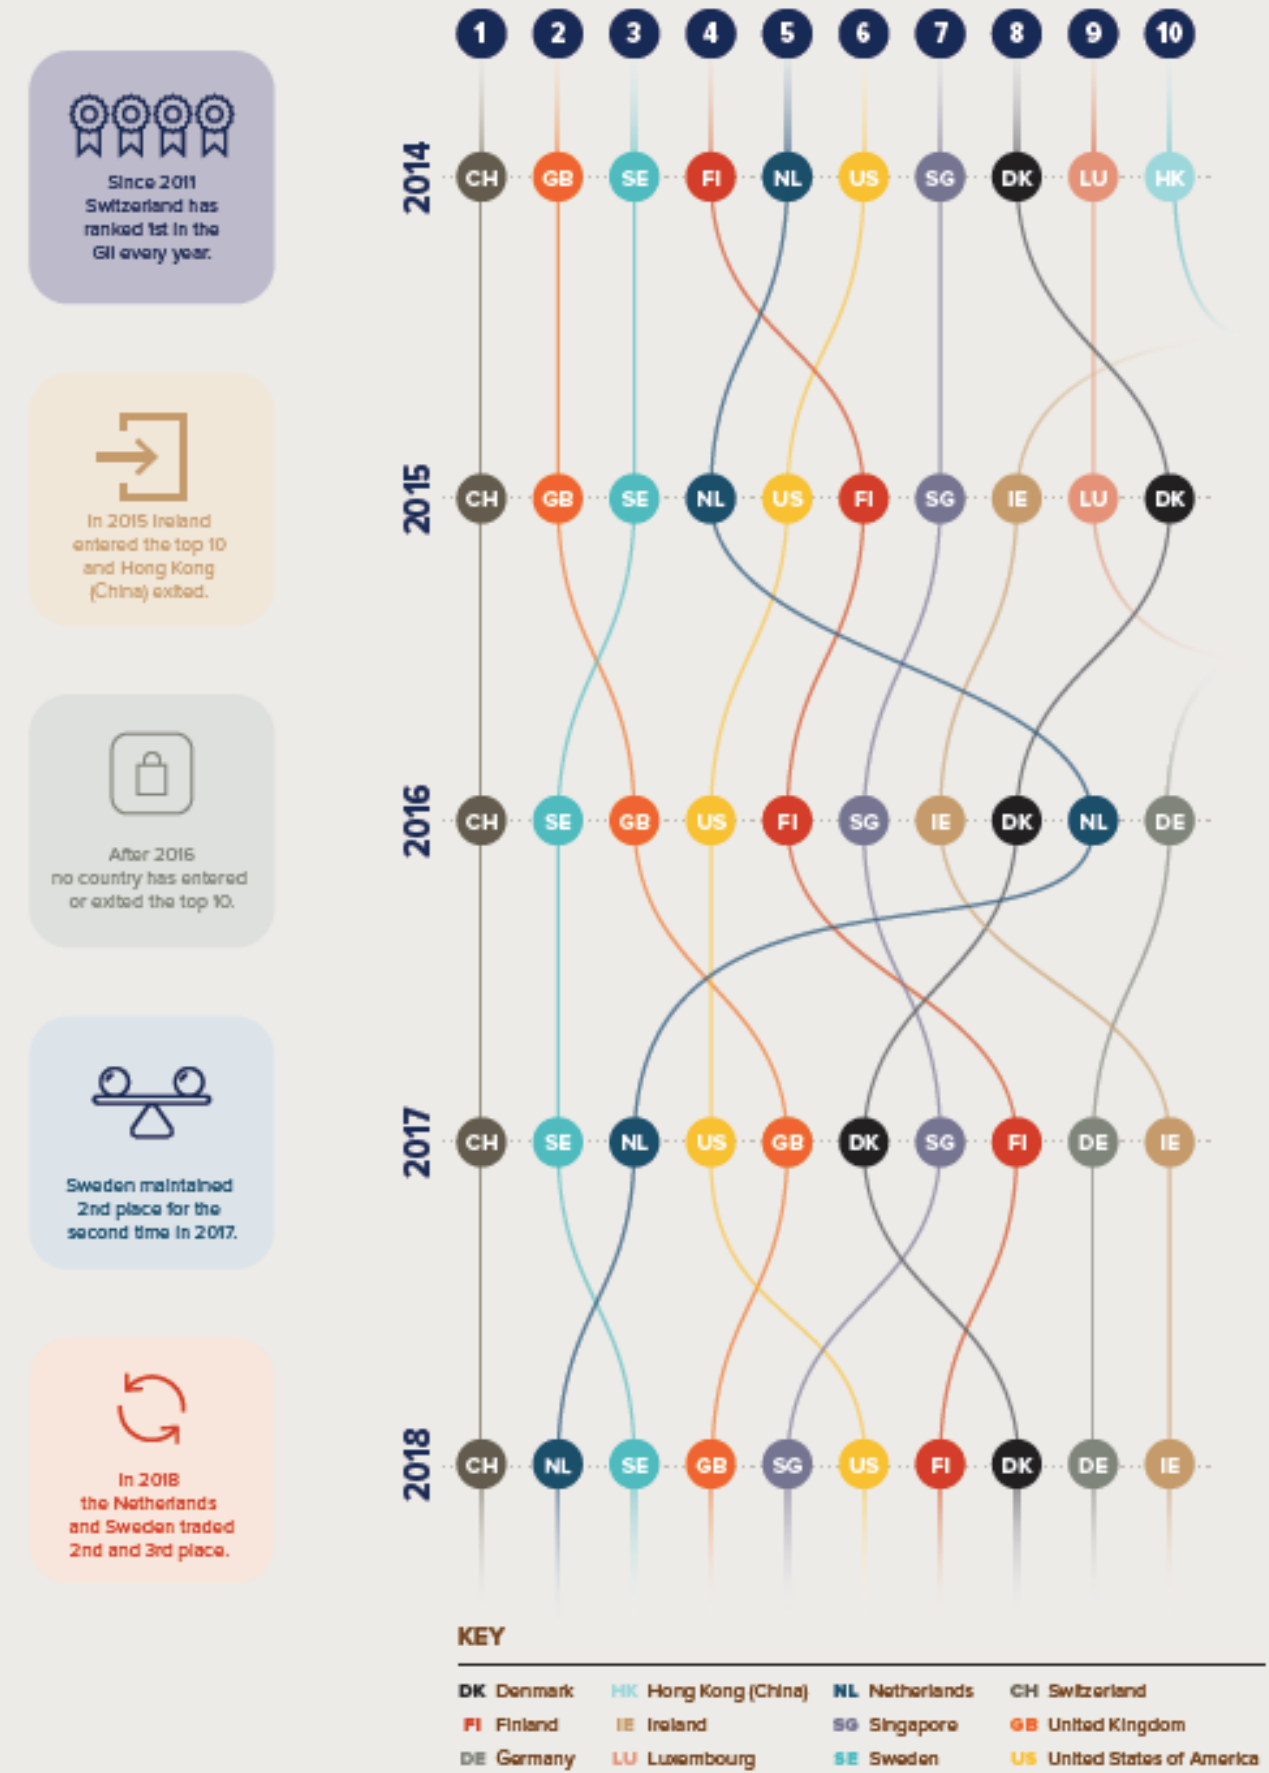 1 2 3 4 5 6 7 8 9 10
Since 2011
Switzerland has
ranked 1st in the
GII every year.
2014
CH GB SE FI NL US SG DK LU HK
In 2015 Ireland
entered the top 10
and Hong Kong
(China) exited.
2015
CH GB SE NL US FI SG IE LU DK
After 2016
no country has entered
or exited the top 10.
2016
CH SE GB US FI SG IE DK NL DE
Sweden maintained
2nd place for the
second time in 2017.
2017
CH SE NL US GB DK SG FI DE IE
In 2018
the Netherlands
and Sweden traded
2nd and 3rd place.
2018
CH NL SE GB SG US FI DK DE IE
KEY
DK Denmark HK Hong Kong (China) NL Netherlands CH Switzerland
FI Finland IE Ireland SG Singapore GB United Kingdom
DE Germany LU Luxembourg SE Sweden US United States of America